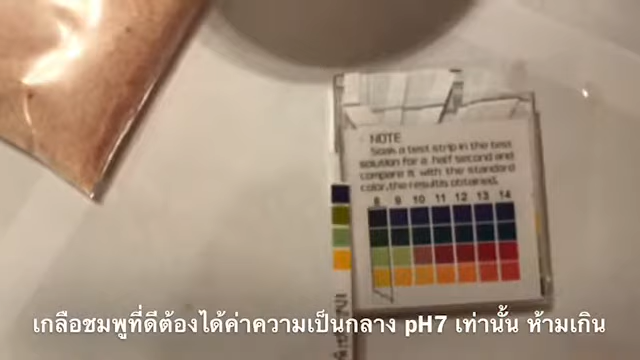 NOTE
Soak a test strip in the test
solution for a half second and
compare it with the standard
color, the results obtained.
8 9 10 11 12 13 14
เกลือชมพูที่ดีต้องได้ค่าความเป็นกลาง pH7 เท่านั้น ห้ามเกิน